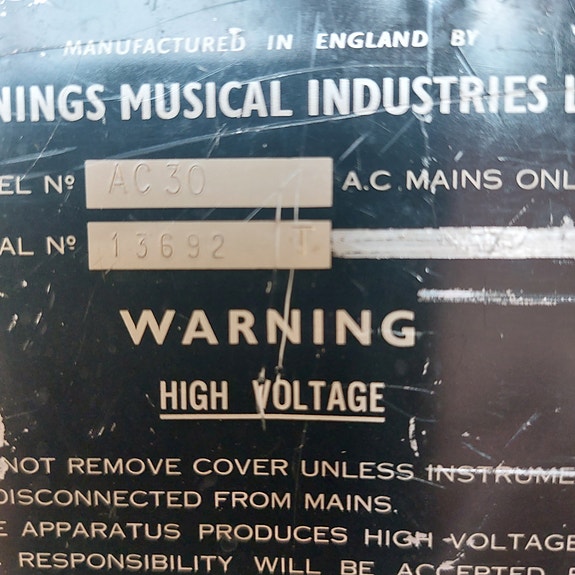 MANUFACTURED IN ENGLAND BY
NINGS MUSICAL INDUSTRIES L
EL Nº AC 30 A.C MAINS ONL
AL Nº 13692 T
WARNING
HIGH VOLTAGE
NOT REMOVE COVER UNLESS INSTRUME
DISCONNECTED FROM MAINS.
E APPARATUS PRODUCES HIGH VOLTAGE
RESPONSIBILITY WILL BE ACCEPTED F